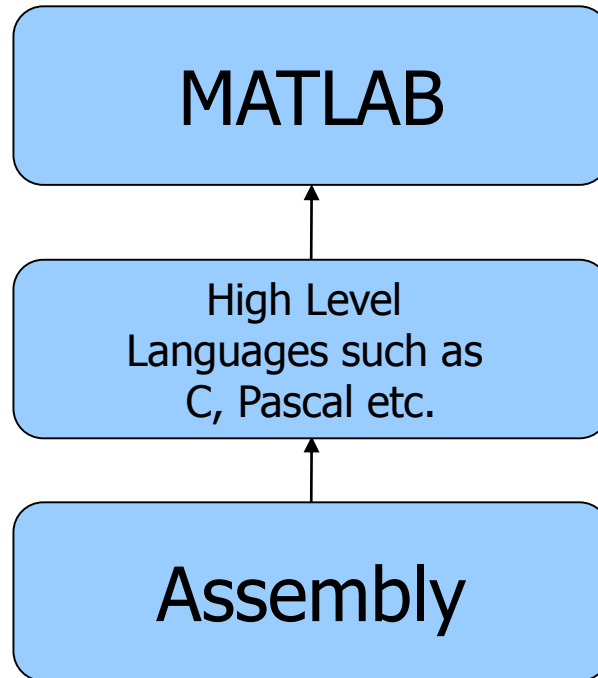 MATLAB
High Level
Languages such as
C, Pascal etc.
Assembly